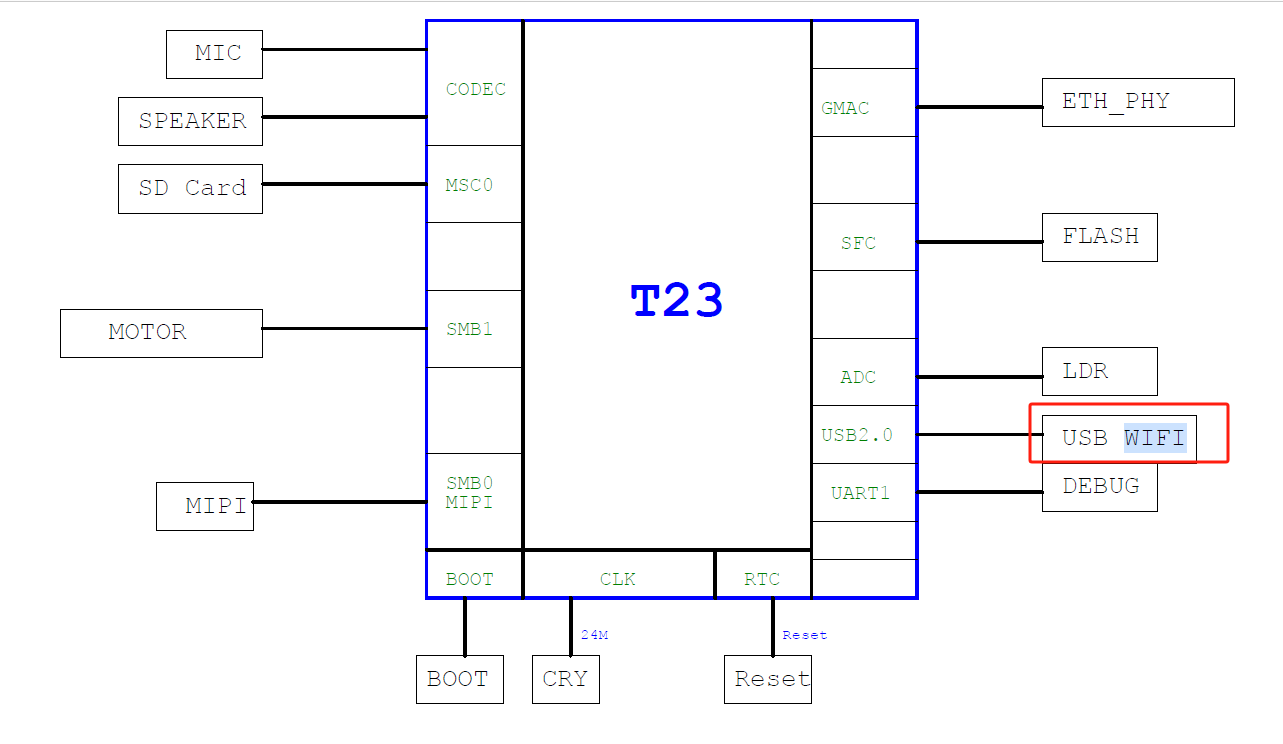 MIC
SPEAKER
SD Card
MOTOR
MIPI
CODEC
MSC0
SMB1
SMB0
MIPI
BOOT
T23
CLK
RTC
GMAC
SFC
ADC
USB2.0
UART1
ETH_PHY
FLASH
LDR
USB WIFI
DEBUG
24M
Reset
BOOT
CRY
Reset